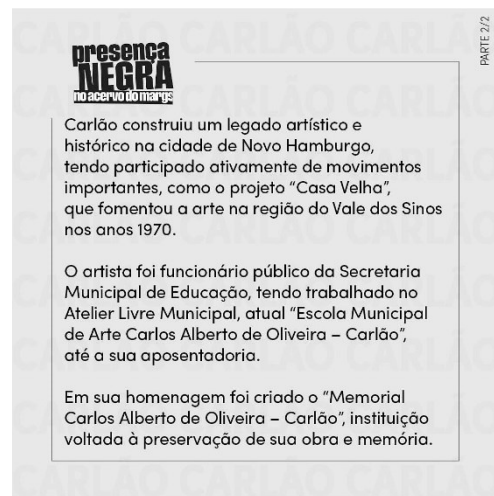 CARLÃO CARLÃO CARLÃO
PARTE 2/2
presença
NEGRA
no acervo do margs
Carlão construiu um legado artístico e
histórico na cidade de Novo Hamburgo,
tendo participado ativamente de movimentos
importantes, como o projeto “Casa Velha”,
que fomentou a arte na região do Vale dos Sinos
nos anos 1970.
O artista foi funcionário público da Secretaria
Municipal de Educação, tendo trabalhado no
Atelier Livre Municipal, atual “Escola Municipal
de Arte Carlos Alberto de Oliveira – Carlão”,
até a sua aposentadoria.
Em sua homenagem foi criado o “Memorial
Carlos Alberto de Oliveira – Carlão”, instituição
voltada à preservação de sua obra e memória.